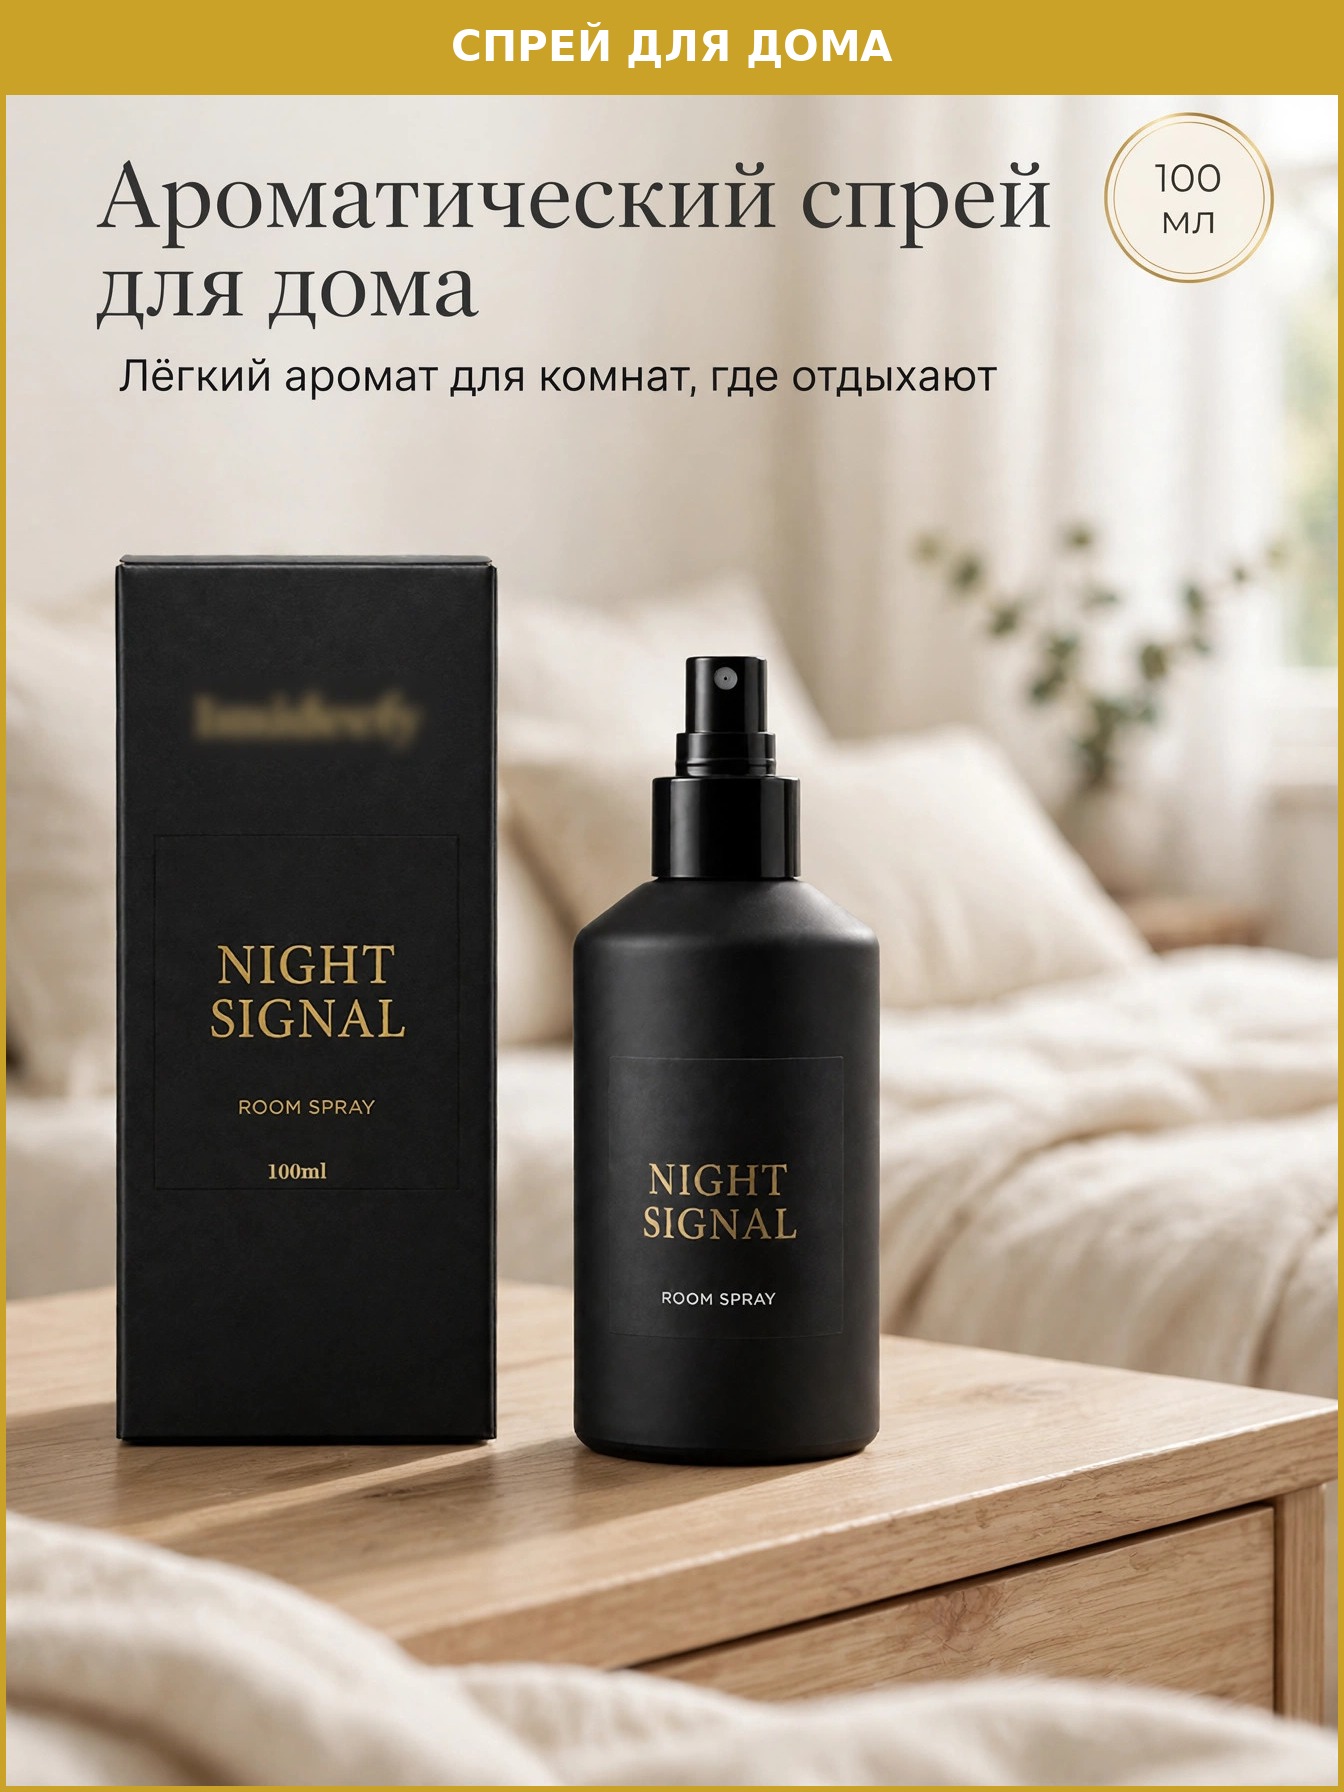 СПРЕЙ ДЛЯ ДОМА
Ароматический спрей
для дома
100
мл
Лёгкий аромат для комнат, где отдыхают
NIGHT
SIGNAL
ROOM SPRAY
100ml
NIGHT
SIGNAL
ROOM SPRAY